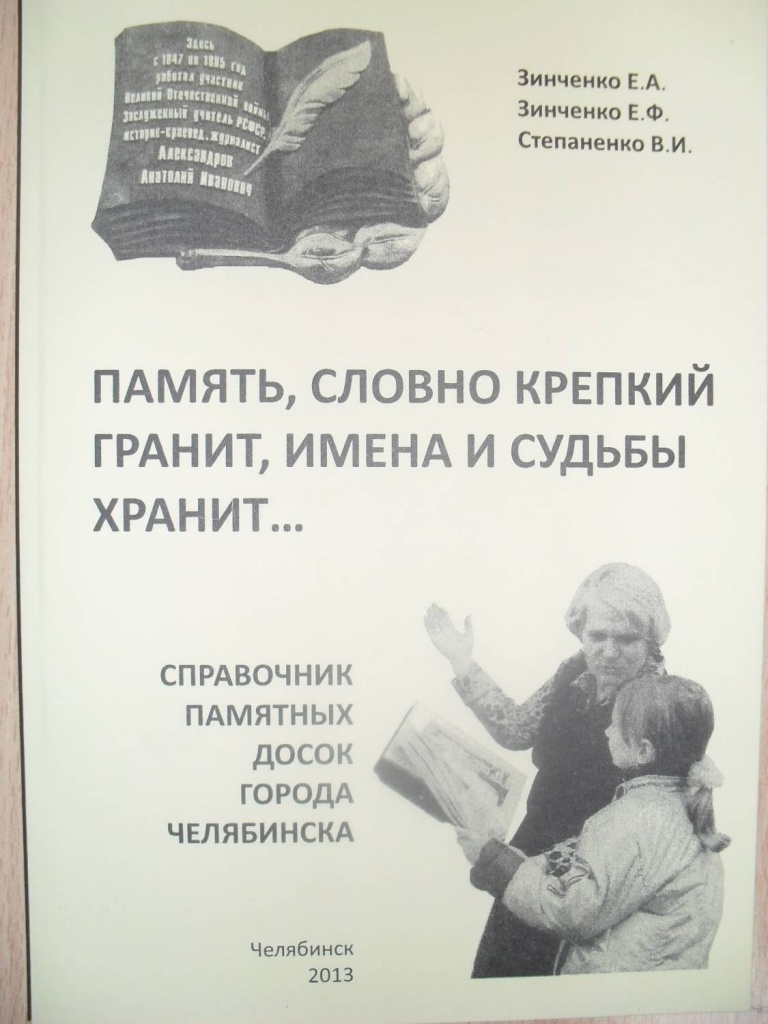 Здесь
с 1947 по 1985 год
работал участник
Великой Отечественной войны
Заслуженный учитель РСФСР,
историк-краевед, журналист
Александров
Анатолий Иванович
Зинченко Е.А.
Зинченко Е.Ф.
Степаненко В.И.
ПАМЯТЬ, СЛОВНО КРЕПКИЙ
ГРАНИТ, ИМЕНА И СУДЬБЫ
ХРАНИТ...
СПРАВОЧНИК
ПАМЯТНЫХ
ДОСОК
ГОРОДА
ЧЕЛЯБИНСКА
Челябинск
2013